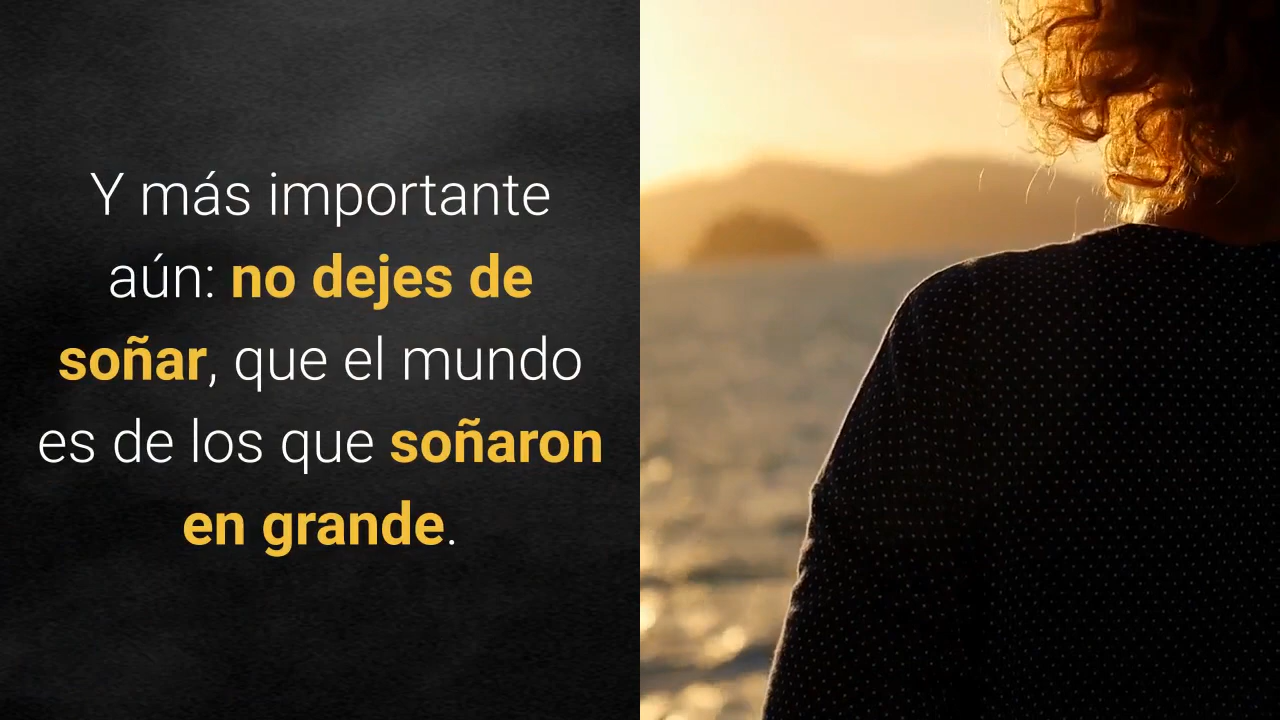 Y más importante
aún: no dejes de
soñar, que el mundo
es de los que soñaron
en grande.